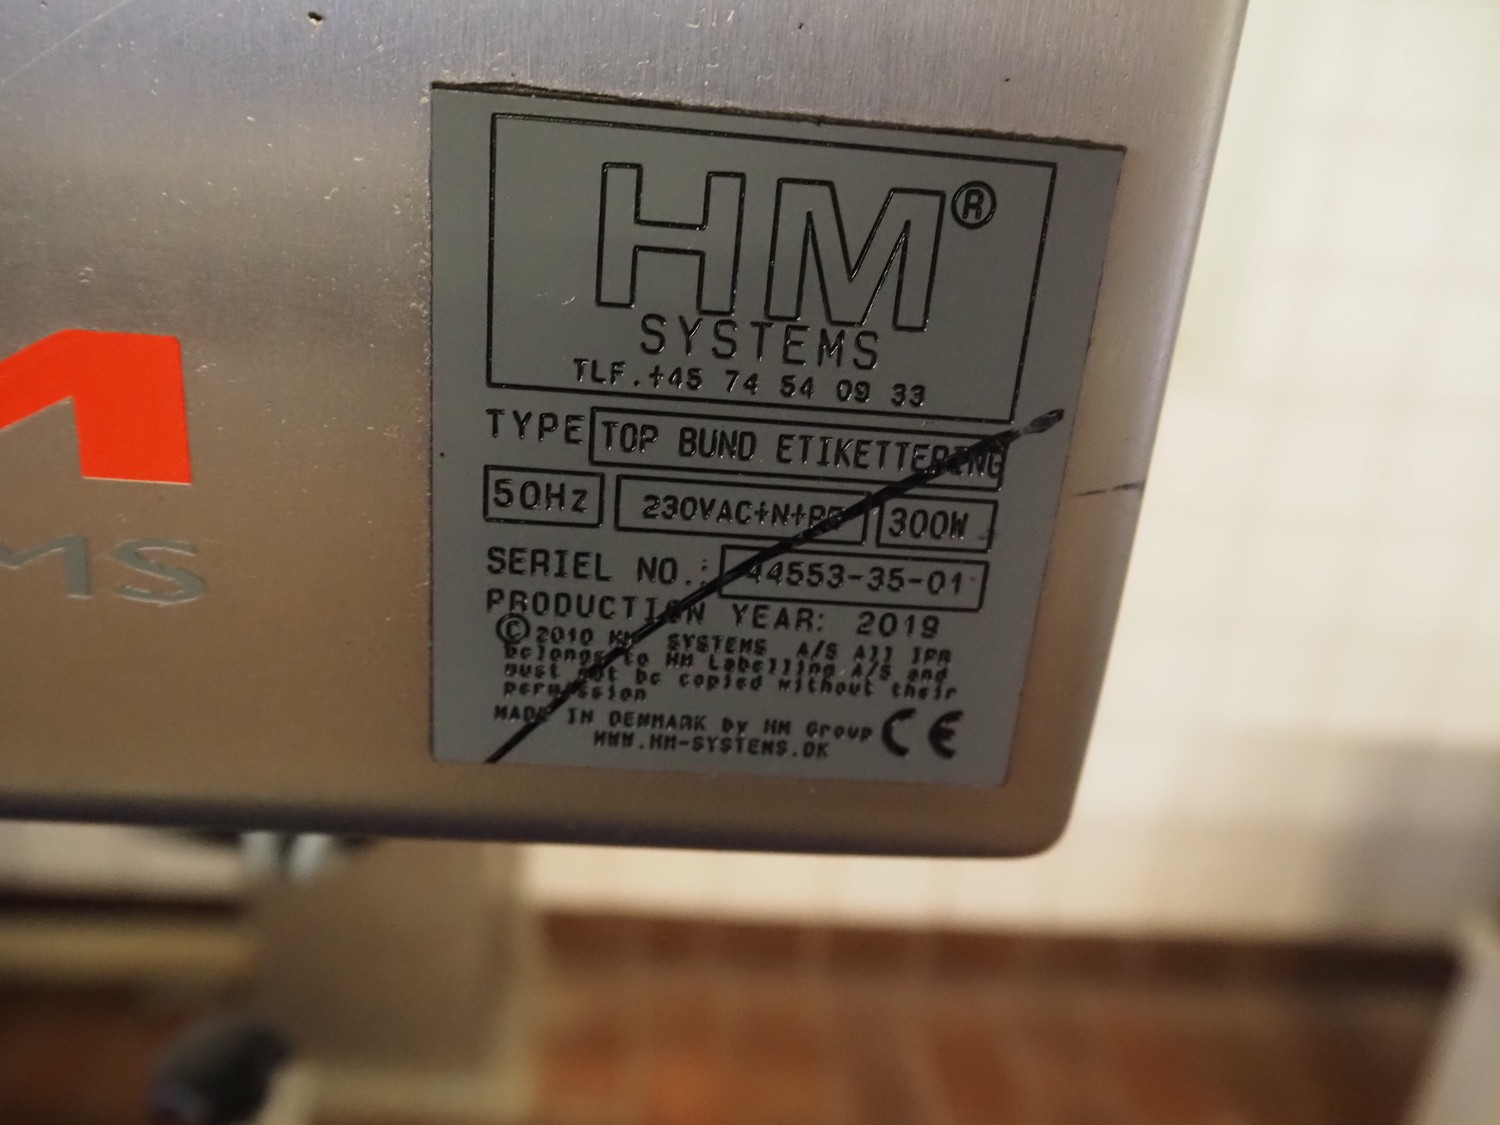 HM®
SYSTEMS
TLF.+45 74 54 09 33
TYPE TOP BUND ETIKETTERING
50Hz 230VAC+N+PE 300W
SERIEL NO.: 44553-35-01
PRODUCTION YEAR: 2019
©2010 HM SYSTEMS A/S All IPR
belongs to HM Labelling A/S and
must not be copied without their
permission
MADE IN DENMARK by HM Group CE
WWW.HM-SYSTEMS.DK
M
MS